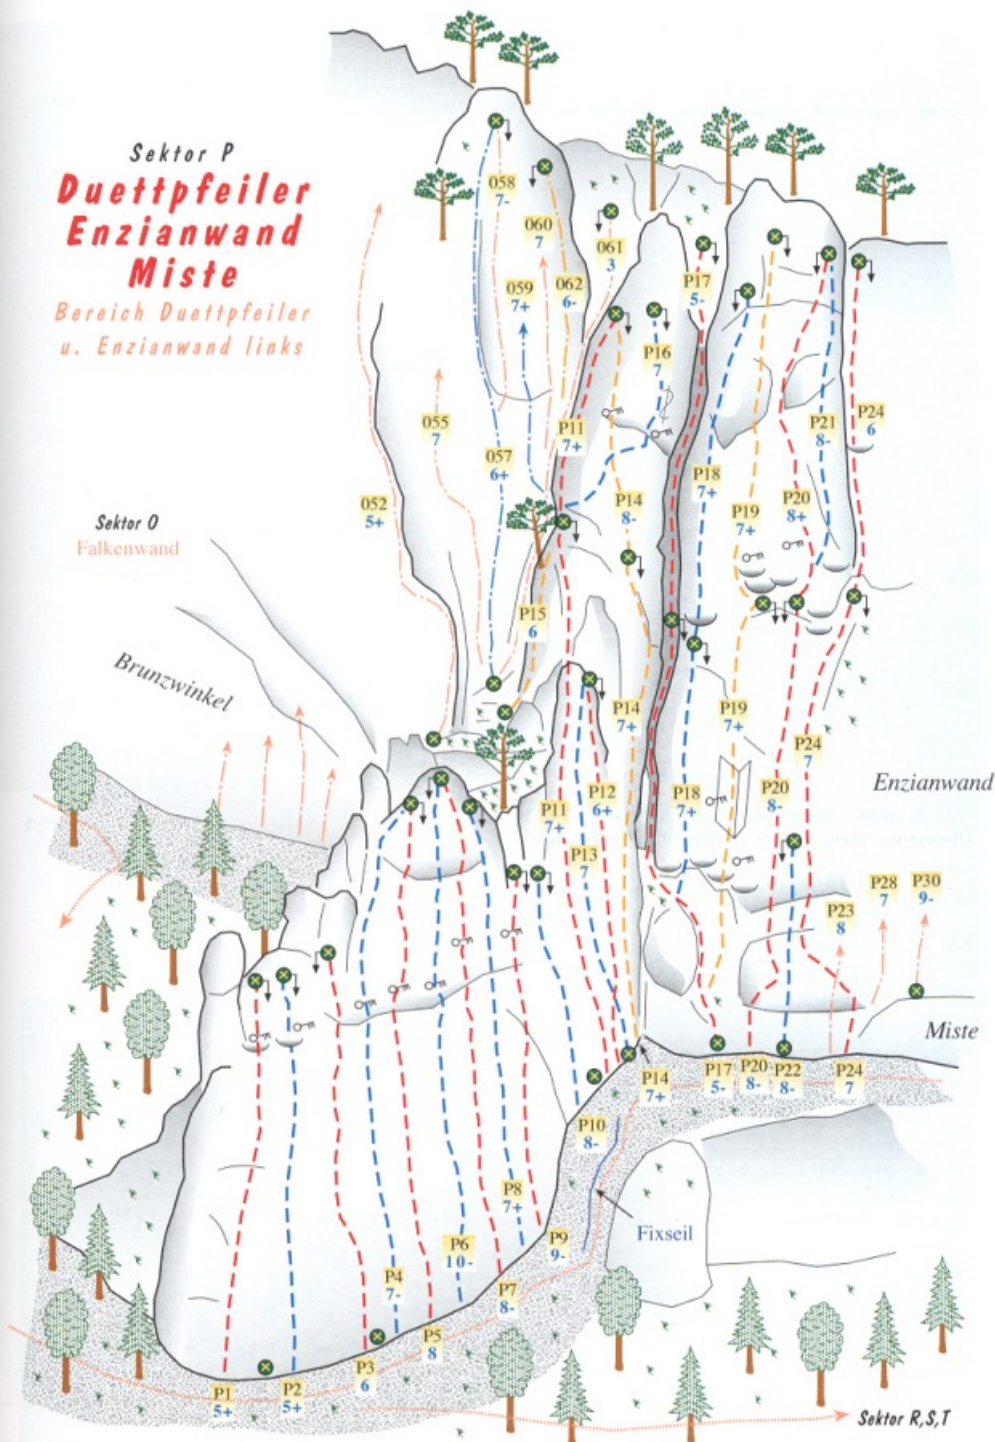 Sektor P
Duettpfeiler
Enzianwand
Miste
Bereich Duettpfeiler
u. Enzianwand links
058
7-
060
7
061
3
059
7+
062
6-
P17
5-
P16
7
055
7
P11
7+
P21
8-
P24
6
057
6+
P18
7+
052
5+
P14
8-
P19
7+
P20
8+
Sektor O
Falkenwand
P15
6
Brunzwinkel
P14
7+
P19
7+
P24
7
Enzianwand
P11
7+
P12
6+
P18
7+
P20
8-
P13
7
P23
8
P28
7
P30
9-
Miste
P14
7+
P17
5-
P20
8-
P22
8-
P24
7
P10
8-
P8
7+
Fixseil
P6
10-
P9
9-
P4
7-
P7
8-
P5
8
P3
6
P1
5+
P2
5+
Sektor R,S,T